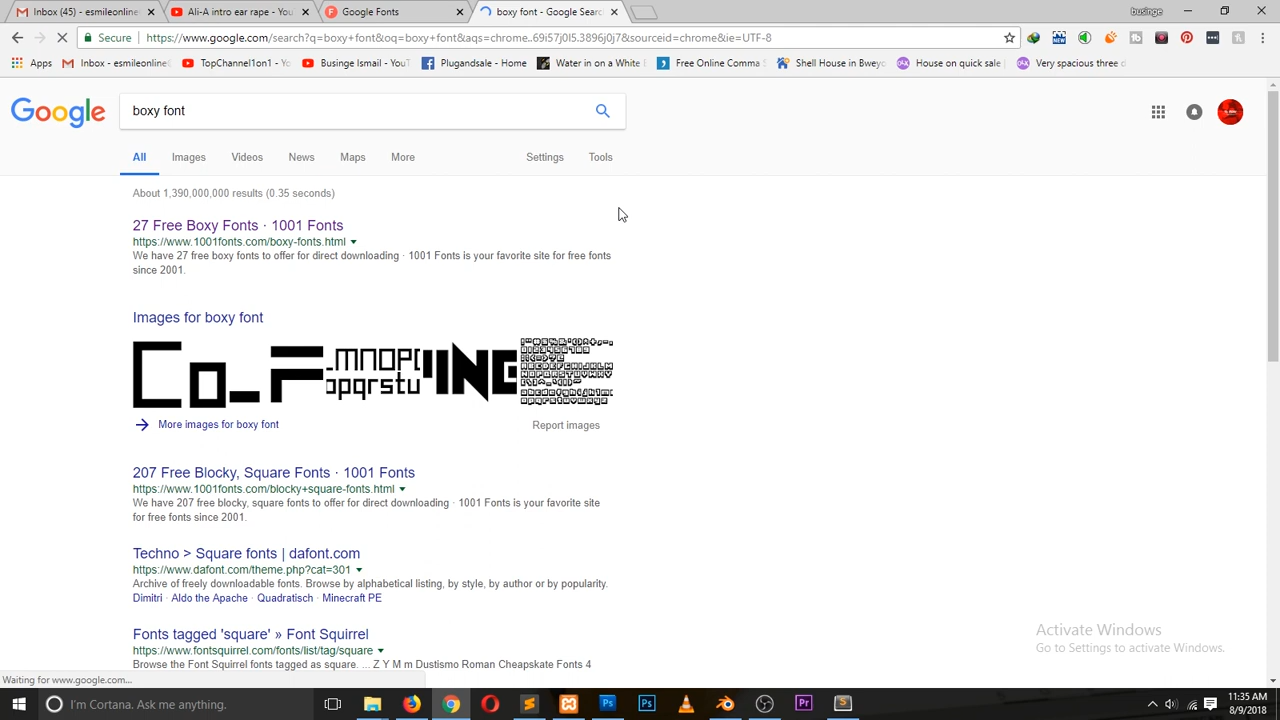 Inbox (45) - esmileonline
Ali-A intro ear rape - You
Google Fonts
boxy font - Google Search
businge
Secure
https://www.google.com/search?q=boxy+font&oq=boxy+font&aqs=chrome..69i57j0l5.3896j0j7&sourceid=chrome&ie=UTF-8
Apps
Inbox - esmileonline
TopChannel1on1 - Yo
Businge Ismail - YouT
Plugandsale - Home
Water in on a White
Free Online Comma S
Shell House in Bweyo
House on quick sale
Very spacious three d
Google
boxy font
All
Images
Videos
News
Maps
More
Settings
Tools
About 1,390,000,000 results (0.35 seconds)
27 Free Boxy Fonts · 1001 Fonts
https://www.1001fonts.com/boxy-fonts.html
We have 27 free boxy fonts to offer for direct downloading · 1001 Fonts is your favorite site for free fonts
since 2001.
Images for boxy font
Co_F
mnop
opqrstu
ING
More images for boxy font
Report images
207 Free Blocky, Square Fonts · 1001 Fonts
https://www.1001fonts.com/blocky+square-fonts.html
We have 207 free blocky, square fonts to offer for direct downloading · 1001 Fonts is your favorite site
for free fonts since 2001.
Techno > Square fonts | dafont.com
https://www.dafont.com/theme.php?cat=301
Archive of freely downloadable fonts. Browse by alphabetical listing, by style, by author or by popularity.
Dimitri · Aldo the Apache · Quadratisch · Minecraft PE
Fonts tagged 'square' » Font Squirrel
https://www.fontsquirrel.com/fonts/list/tag/square
Browse the Font Squirrel fonts tagged as square. ... Z Y M m Dustismo Roman Cheapskate Fonts 4
Activate Windows
Go to Settings to activate Windows.
Waiting for www.google.com...
I'm Cortana. Ask me anything.
11:35 AM
8/9/2018